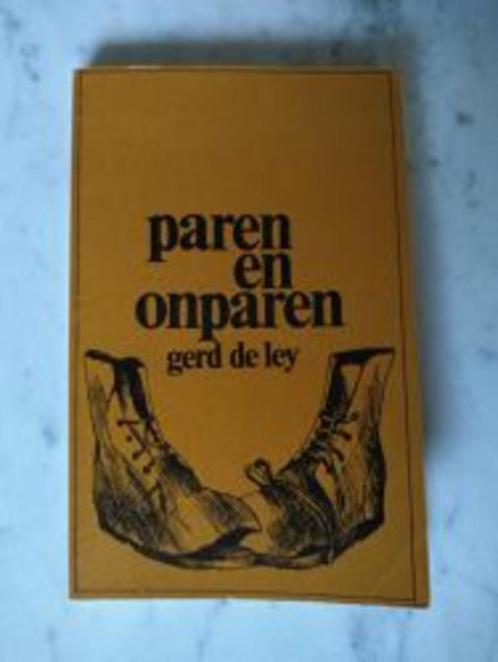 paren
en
onparen
gerd de ley